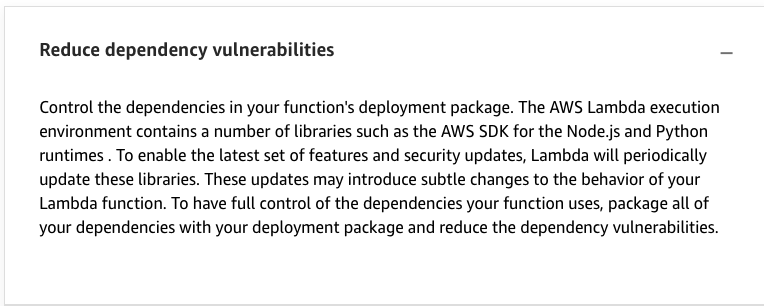 Reduce dependency vulnerabilities
Control the dependencies in your function's deployment package. The AWS Lambda execution
environment contains a number of libraries such as the AWS SDK for the Node.js and Python
runtimes . To enable the latest set of features and security updates, Lambda will periodically
update these libraries. These updates may introduce subtle changes to the behavior of your
Lambda function. To have full control of the dependencies your function uses, package all of
your dependencies with your deployment package and reduce the dependency vulnerabilities.